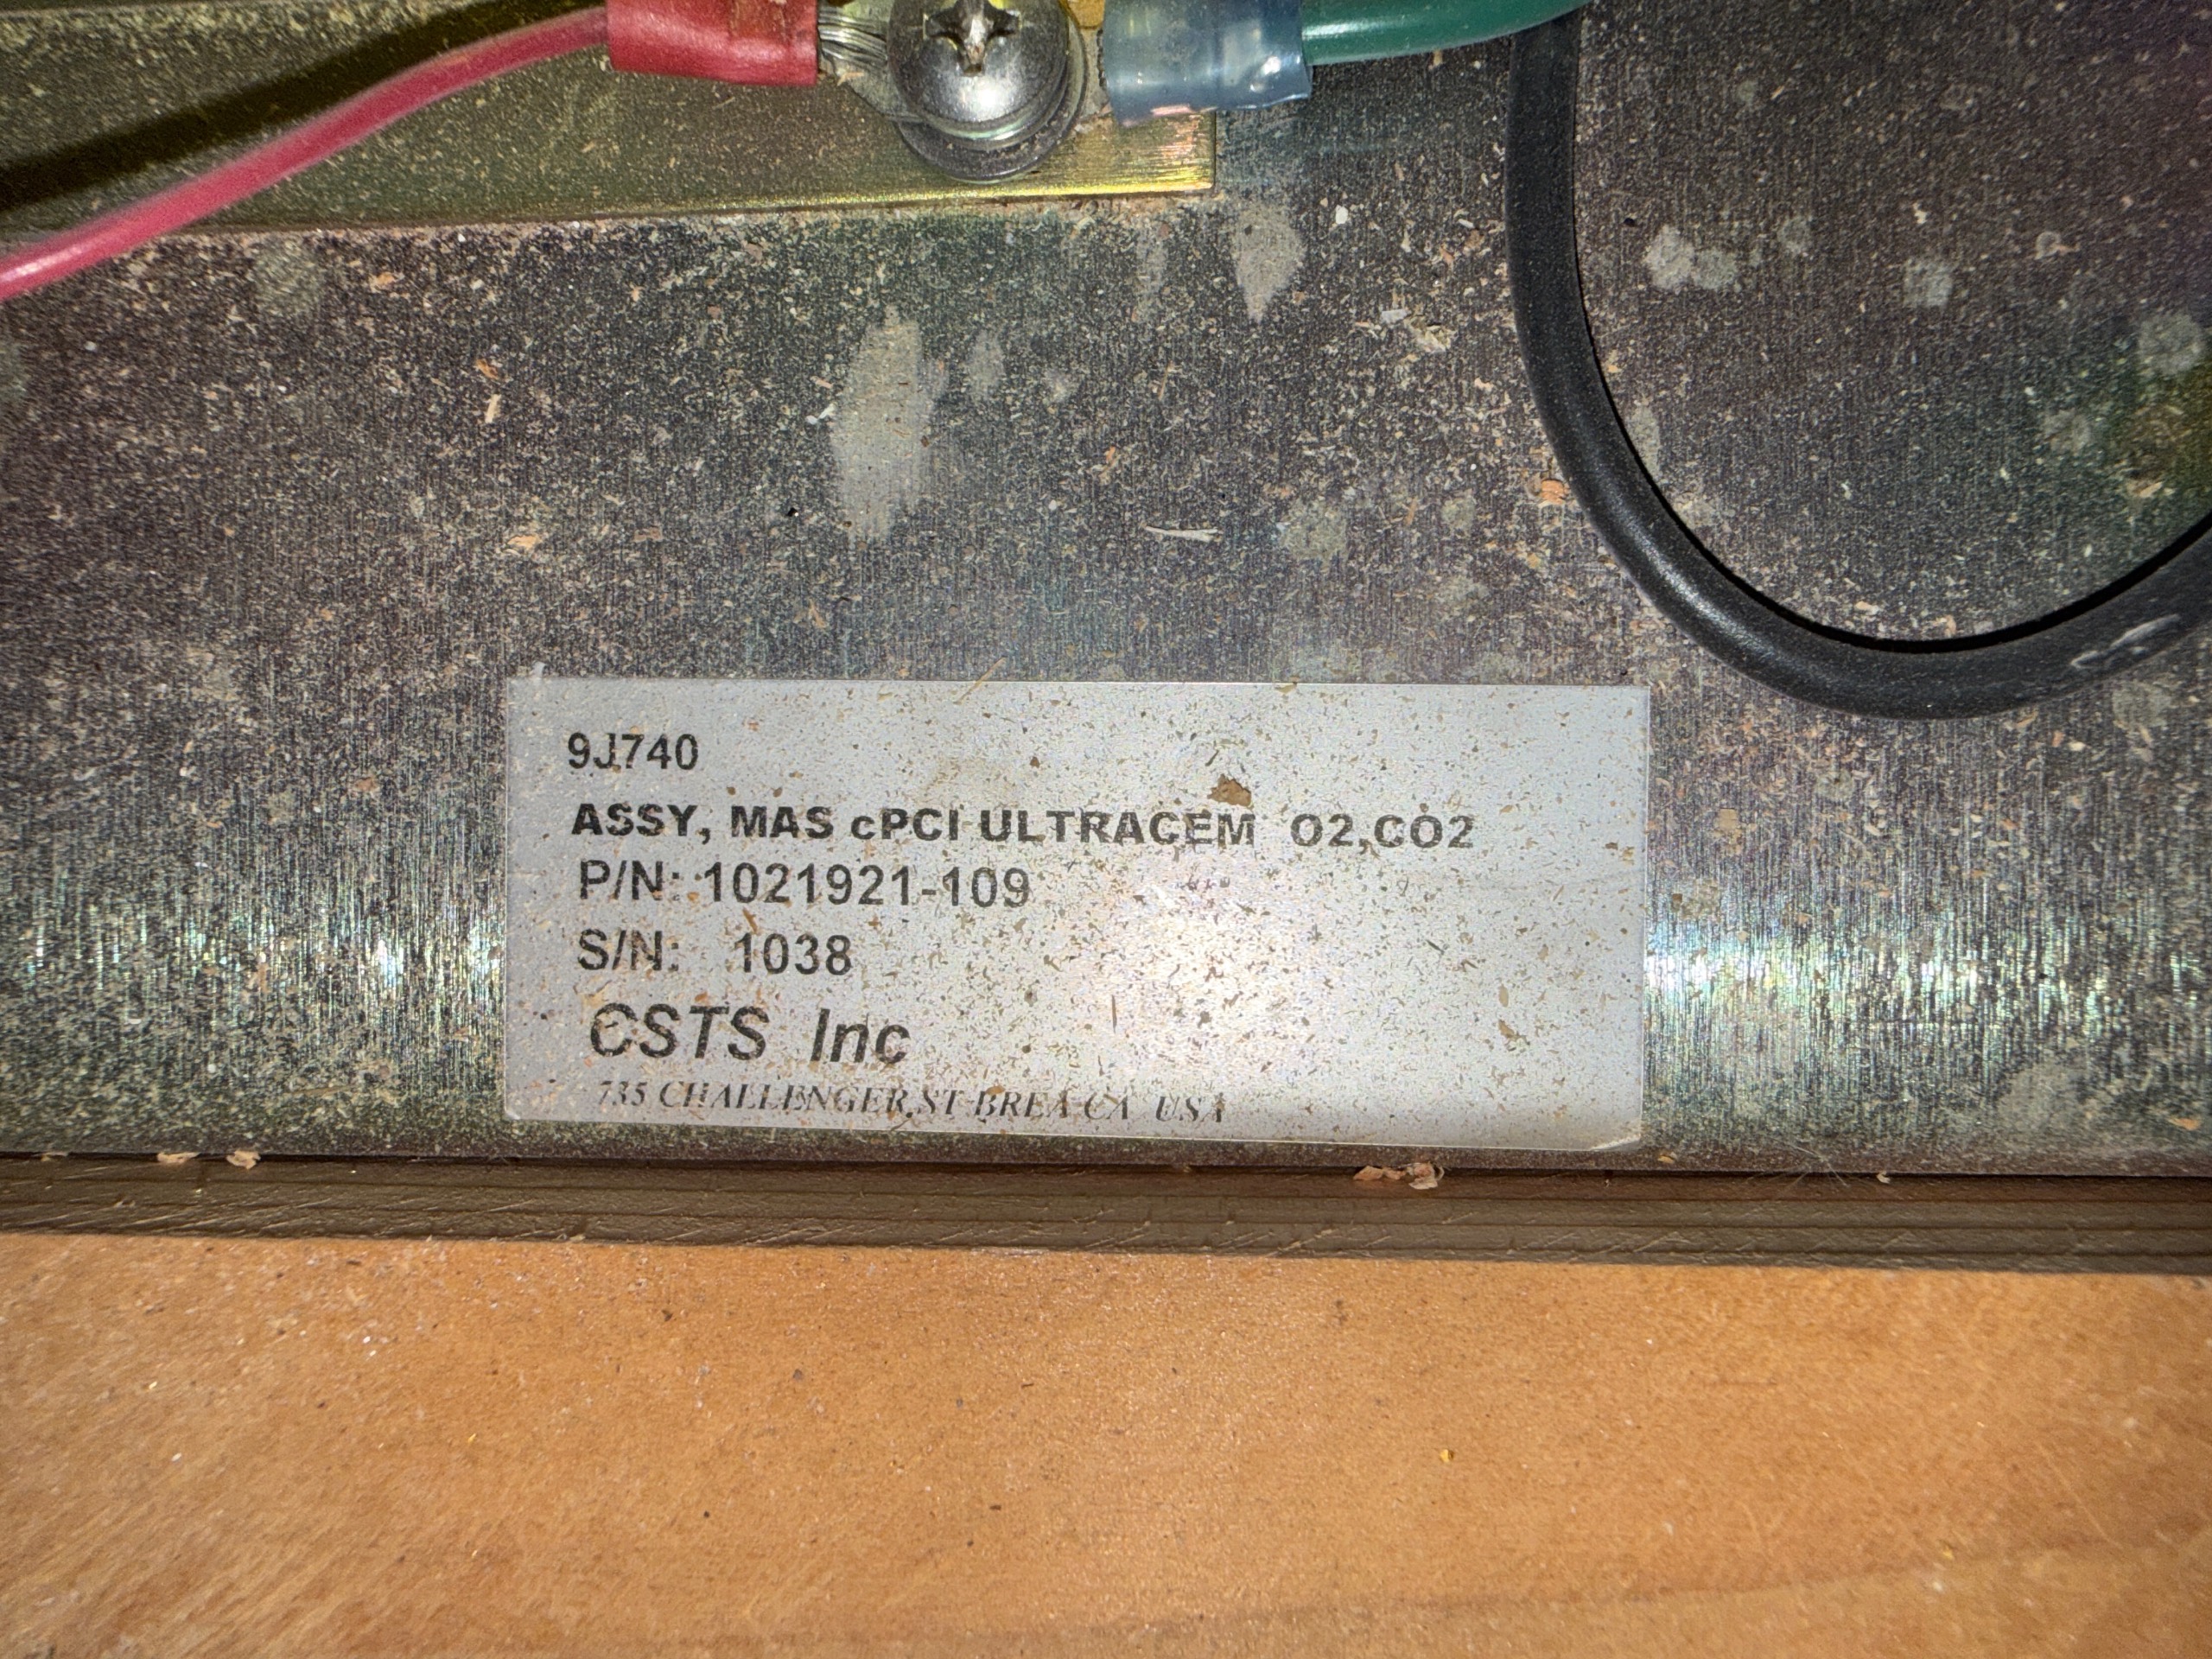 9J740
ASSY, MAS cPCI ULTRACEM O2,CO2
P/N: 1021921-109
S/N: 1038
CSTS Inc
735 CHALLENGER ST BREA CA USA